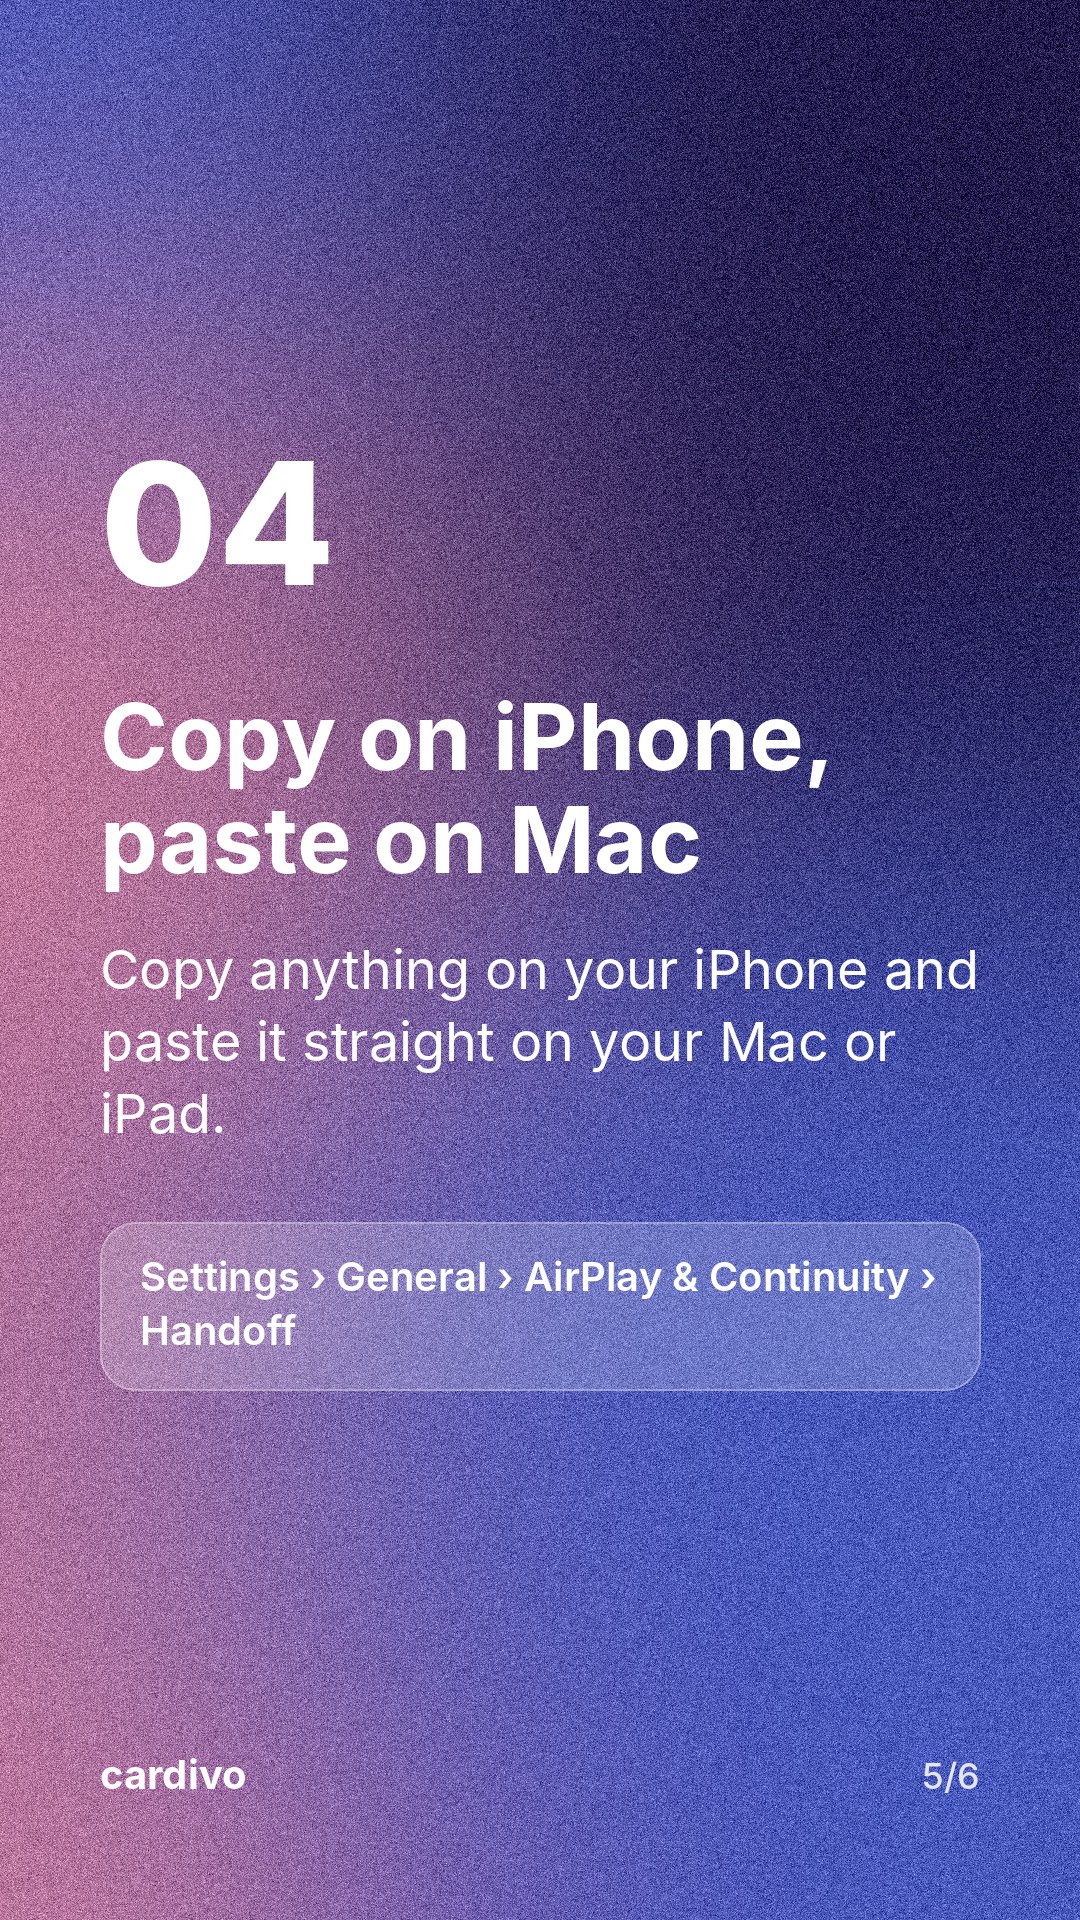 04
Copy on iPhone,
paste on Mac
Copy anything on your iPhone and
paste it straight on your Mac or
iPad.
Settings › General › AirPlay & Continuity ›
Handoff
cardivo
5/6